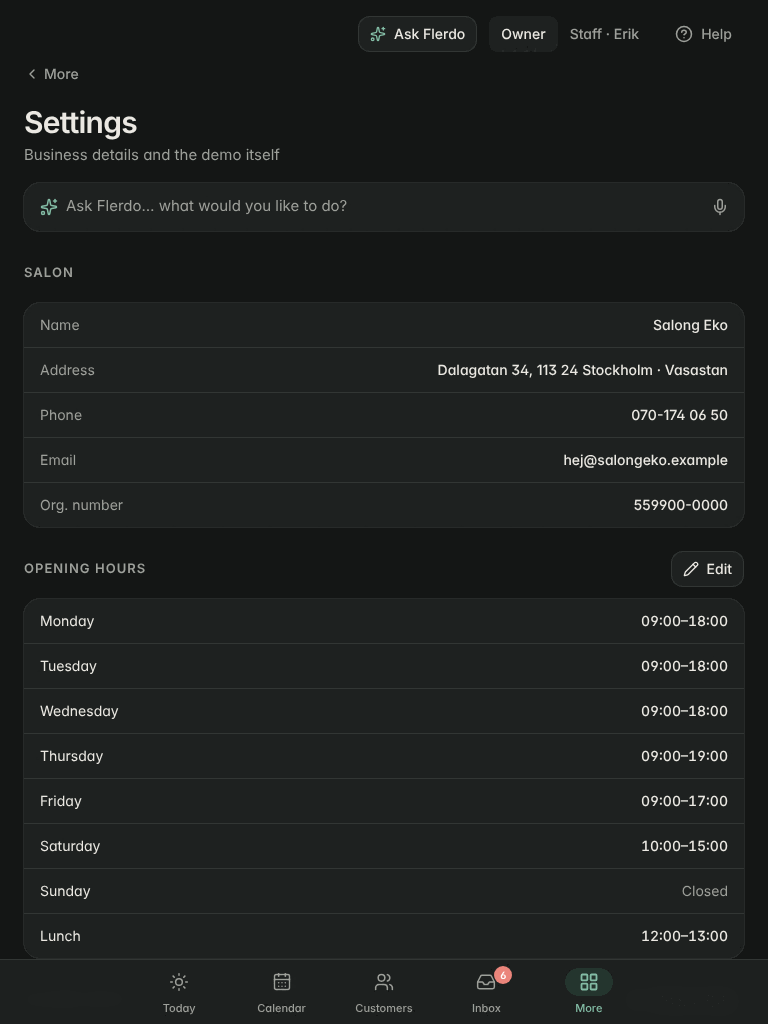 Ask Flerdo
Owner
Staff · Erik
Help
More
Settings
Business details and the demo itself
Ask Flerdo... what would you like to do?
SALON
Name Salong Eko
Address Dalagatan 34, 113 24 Stockholm · Vasastan
Phone 070-174 06 50
Email hej@salongeko.example
Org. number 559900-0000
OPENING HOURS
Edit
Monday 09:00–18:00
Tuesday 09:00–18:00
Wednesday 09:00–18:00
Thursday 09:00–19:00
Friday 09:00–17:00
Saturday 10:00–15:00
Sunday Closed
Lunch 12:00–13:00
Today
Calendar
Customers
6
Inbox
More